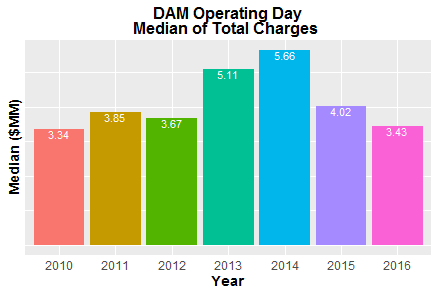 DAM Operating Day
Median of Total Charges
Median ($MM)
3.34
3.85
3.67
5.11
5.66
4.02
3.43
2010 2011 2012 2013 2014 2015 2016
Year